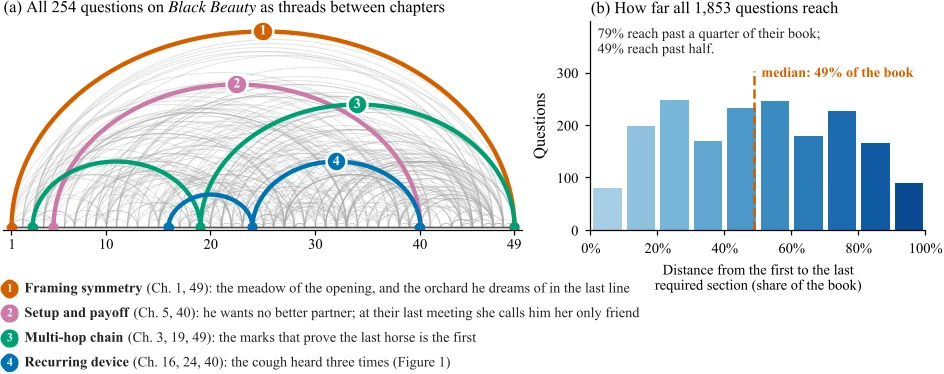 (a) All 254 questions on Black Beauty as threads between chapters
1
2
3
4
1 10 20 30 40 49
1 Framing symmetry (Ch. 1, 49): the meadow of the opening, and the orchard he dreams of in the last line
2 Setup and payoff (Ch. 5, 40): he wants no better partner; at their last meeting she calls him her only friend
3 Multi-hop chain (Ch. 3, 19, 49): the marks that prove the last horse is the first
4 Recurring device (Ch. 16, 24, 40): the cough heard three times (Figure 1)
(b) How far all 1,853 questions reach
79% reach past a quarter of their book;
49% reach past half.
median: 49% of the book
Questions
300
200
100
0
0% 20% 40% 60% 80% 100%
Distance from the first to the last
required section (share of the book)